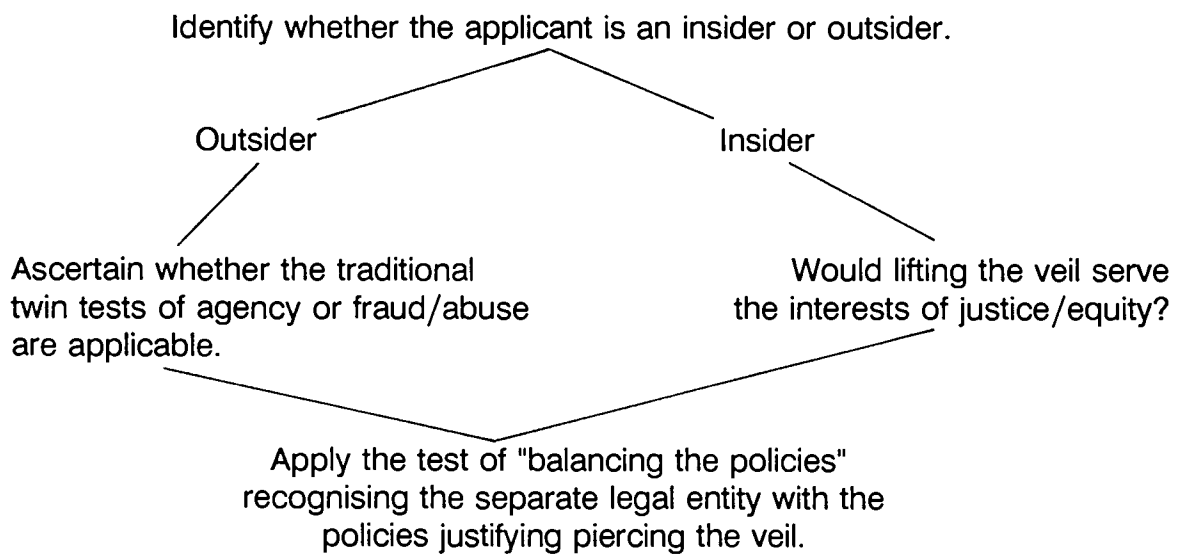 Identify whether the applicant is an insider or outsider.
Outsider
Insider
Ascertain whether the traditional
twin tests of agency or fraud/abuse
are applicable.
Would lifting the veil serve
the interests of justice/equity?
Apply the test of "balancing the policies"
recognising the separate legal entity with the
policies justifying piercing the veil.